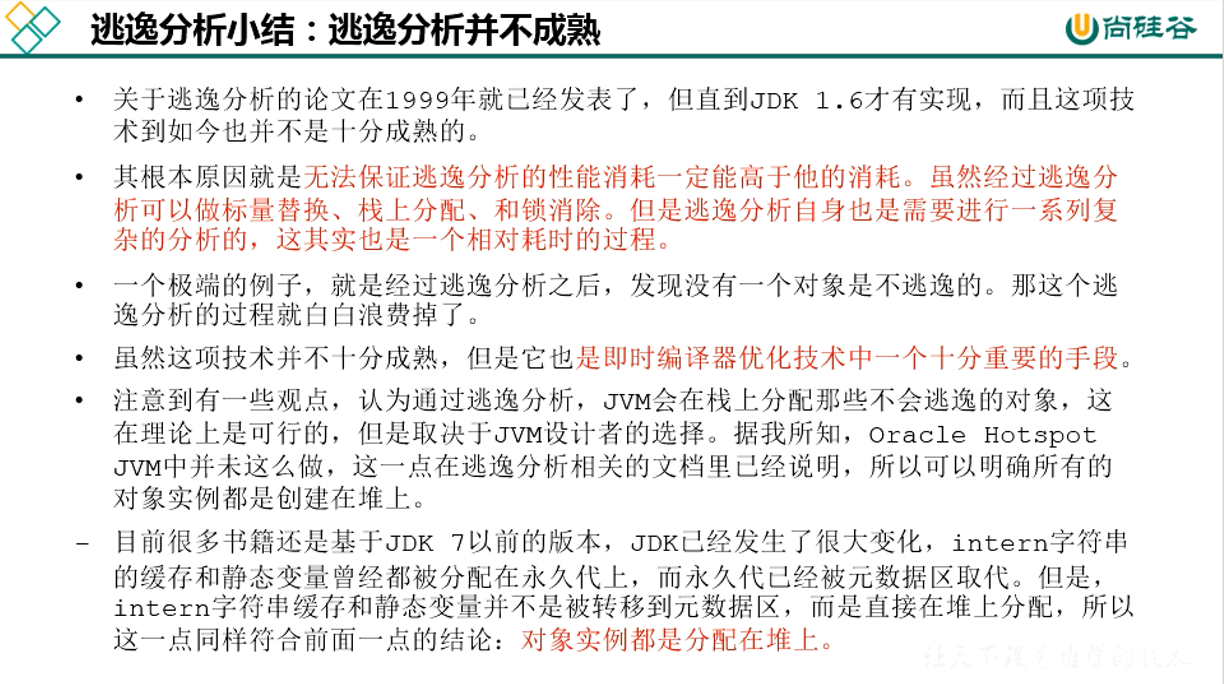 逃逸分析小结：逃逸分析并不成熟
尚硅谷
• 关于逃逸分析的论文在1999年就已经发表了，但直到JDK 1.6才有实现，而且这项技
术到如今也并不是十分成熟的。
• 其根本原因就是无法保证逃逸分析的性能消耗一定能高于他的消耗。虽然经过逃逸分
析可以做标量替换、栈上分配、和锁消除。但是逃逸分析自身也是需要进行一系列复
杂的分析的，这其实也是一个相对耗时的过程。
• 一个极端的例子，就是经过逃逸分析之后，发现没有一个对象是不逃逸的。那这个逃
逸分析的过程就白白浪费掉了。
• 虽然这项技术并不十分成熟，但是它也是即时编译器优化技术中一个十分重要的手段。
• 注意到有一些观点，认为通过逃逸分析，JVM会在栈上分配那些不会逃逸的对象，这
在理论上是可行的，但是取决于JVM设计者的选择。据我所知，Oracle Hotspot
JVM中并未这么做，这一点在逃逸分析相关的文档里已经说明，所以可以明确所有的
对象实例都是创建在堆上。
– 目前很多书籍还是基于JDK 7以前的版本，JDK已经发生了很大变化，intern字符串
的缓存和静态变量曾经都被分配在永久代上，而永久代已经被元数据区取代。但是，
intern字符串缓存和静态变量并不是被转移到元数据区，而是直接在堆上分配，所以
这一点同样符合前面一点的结论：对象实例都是分配在堆上。
让天下没有难学的技术